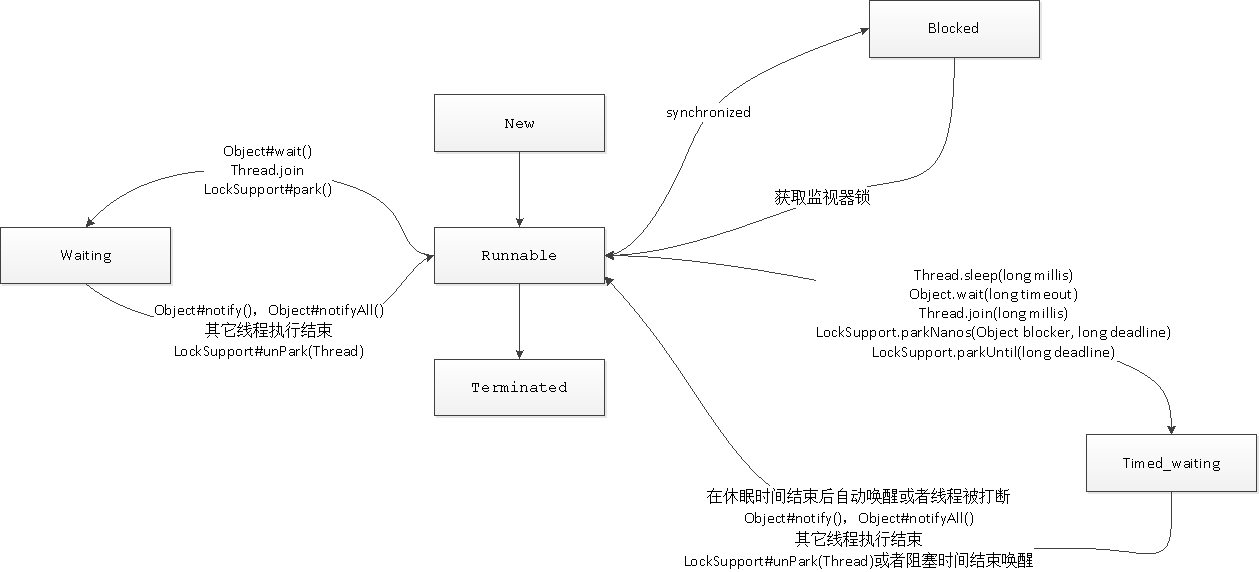 Blocked
New
synchronized
Object#wait()
Thread.join
LockSupport#park()
获取监视器锁
Waiting
Runnable
Thread.sleep(long millis)
Object.wait(long timeout)
Thread.join(long millis)
LockSupport.parkNanos(Object blocker, long deadline)
LockSupport.parkUntil(long deadline)
Object#notify()，Object#notifyAll()
其它线程执行结束
LockSupport#unPark(Thread)
Terminated
Timed_waiting
在休眠时间结束后自动唤醒或者线程被打断
Object#notify()，Object#notifyAll()
其它线程执行结束
LockSupport#unPark(Thread)或者阻塞时间结束唤醒